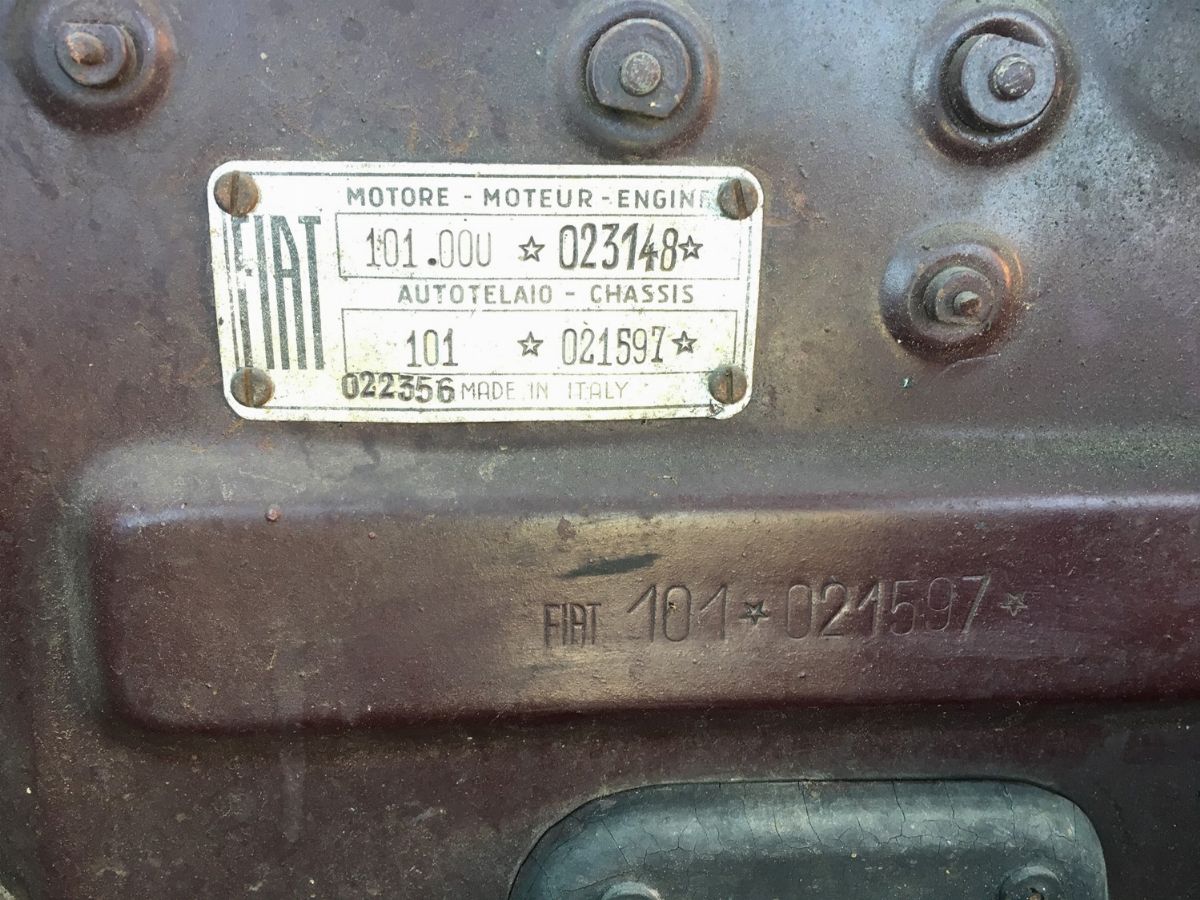 MOTORE - MOTEUR - ENGINE
FIAT
101.000 ☆ 023148 ☆
AUTOTELAIO - CHASSIS
101 ☆ 021597 ☆
022356 MADE IN ITALY
FIAT 101 ☆ 021597 ☆